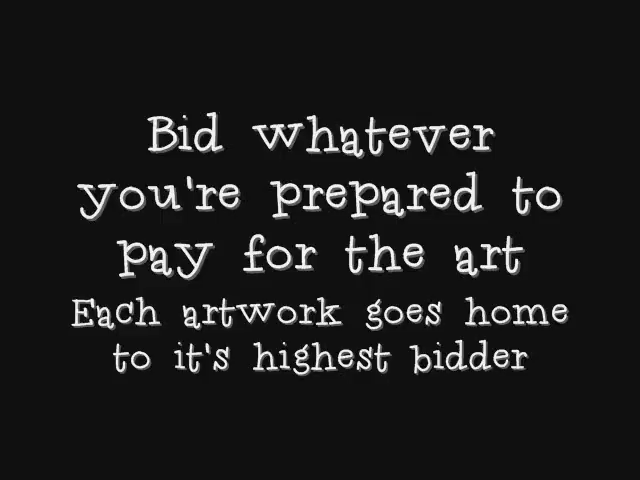 Bid whatever
you're prepared to
pay for the art
Each artwork goes home
to it's highest bidder